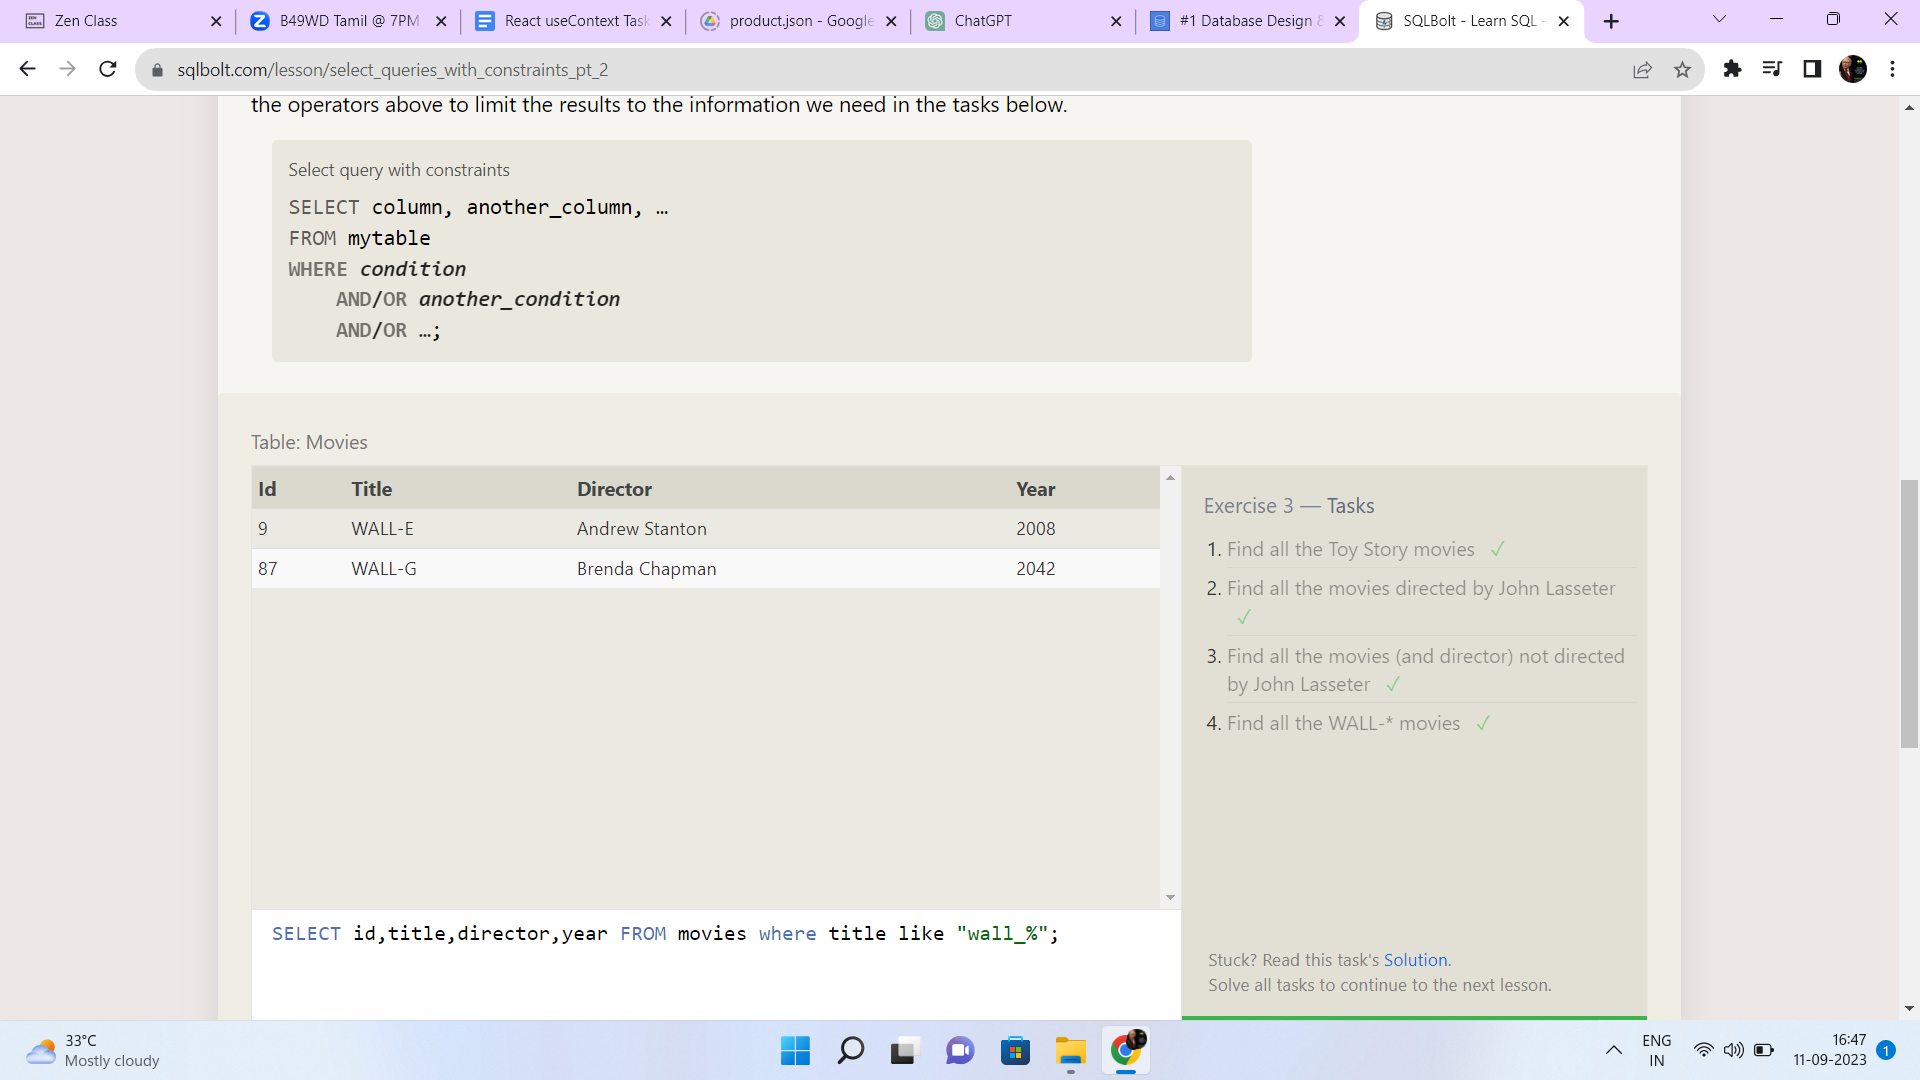 Zen Class
B49WD Tamil @ 7PM
React useContext Task
product.json - Google
ChatGPT
#1 Database Design &
SQLBolt - Learn SQL -
sqlbolt.com/lesson/select_queries_with_constraints_pt_2
the operators above to limit the results to the information we need in the tasks below.
Select query with constraints
SELECT column, another_column, …
FROM mytable
WHERE condition
AND/OR another_condition
AND/OR …;
Table: Movies
Id Title Director Year
9 WALL-E Andrew Stanton 2008
87 WALL-G Brenda Chapman 2042
Exercise 3 — Tasks
1. Find all the Toy Story movies ✓
2. Find all the movies directed by John Lasseter
✓
3. Find all the movies (and director) not directed
by John Lasseter ✓
4. Find all the WALL-* movies ✓
SELECT id,title,director,year FROM movies where title like "wall_%";
Stuck? Read this task's Solution.
Solve all tasks to continue to the next lesson.
33°C
Mostly cloudy
ENG
IN
16:47
11-09-2023
1